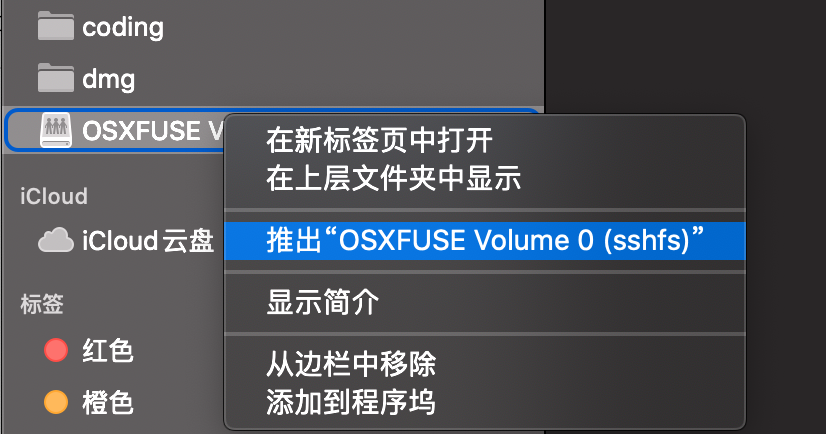 coding
dmg
OSXFUSE V
在新标签页中打开
在上层文件夹中显示
推出“OSXFUSE Volume 0 (sshfs)”
显示简介
从边栏中移除
添加到程序坞
iCloud
iCloud云盘
标签
红色
橙色